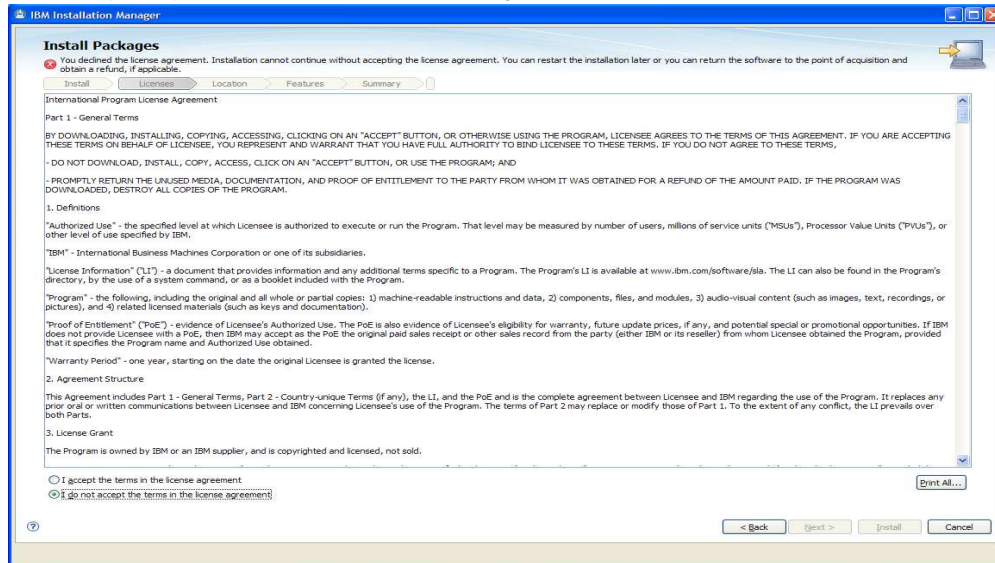 IBM Installation Manager
Install Packages
You declined the license agreement. Installation cannot continue without accepting the license agreement. You can restart the installation later or you can return the software to the point of acquisition and
obtain a refund, if applicable.
Install Licenses Location Features Summary
International Program License Agreement
Part 1 - General Terms
BY DOWNLOADING, INSTALLING, COPYING, ACCESSING, CLICKING ON AN "ACCEPT" BUTTON, OR OTHERWISE USING THE PROGRAM, LICENSEE AGREES TO THE TERMS OF THIS AGREEMENT. IF YOU ARE ACCEPTING
THESE TERMS ON BEHALF OF LICENSEE, YOU REPRESENT AND WARRANT THAT YOU HAVE FULL AUTHORITY TO BIND LICENSEE TO THESE TERMS. IF YOU DO NOT AGREE TO THESE TERMS,
- DO NOT DOWNLOAD, INSTALL, COPY, ACCESS, CLICK ON AN "ACCEPT" BUTTON, OR USE THE PROGRAM; AND
- PROMPTLY RETURN THE UNUSED MEDIA, DOCUMENTATION, AND PROOF OF ENTITLEMENT TO THE PARTY FROM WHOM IT WAS OBTAINED FOR A REFUND OF THE AMOUNT PAID. IF THE PROGRAM WAS
DOWNLOADED, DESTROY ALL COPIES OF THE PROGRAM.
1. Definitions
"Authorized Use" - the specified level at which Licensee is authorized to execute or run the Program. That level may be measured by number of users, millions of service units ("MSUs"), Processor Value Units ("PVUs"), or
other level of use specified by IBM.
"IBM" - International Business Machines Corporation or one of its subsidiaries.
"License Information" ("LI") - a document that provides information and any additional terms specific to a Program. The Program's LI is available at www.ibm.com/software/sla. The LI can also be found in the Program's
directory, by the use of a system command, or as a booklet included with the Program.
"Program" - the following, including the original and all whole or partial copies: 1) machine-readable instructions and data, 2) components, files, and modules, 3) audio-visual content (such as images, text, recordings, or
pictures), and 4) related licensed materials (such as keys and documentation).
"Proof of Entitlement" ("PoE") - evidence of Licensee's Authorized Use. The PoE is also evidence of Licensee's eligibility for warranty, future update prices, if any, and potential special or promotional opportunities. If IBM
does not provide Licensee with a PoE, then IBM may accept as the PoE the original paid sales receipt or other sales record from the party (either IBM or its reseller) from whom Licensee obtained the Program, provided
that it specifies the Program name and Authorized Use obtained.
"Warranty Period" - one year, starting on the date the original Licensee is granted the license.
2. Agreement Structure
This Agreement includes Part 1 - General Terms, Part 2 - Country-unique Terms (if any), the LI, and the PoE and is the complete agreement between Licensee and IBM regarding the use of the Program. It replaces any
prior oral or written communications between Licensee and IBM concerning Licensee's use of the Program. The terms of Part 2 may replace or modify those of Part 1. To the extent of any conflict, the LI prevails over
both Parts.
3. License Grant
The Program is owned by IBM or an IBM supplier, and is copyrighted and licensed, not sold.
I accept the terms in the license agreement
Print All...
I do not accept the terms in the license agreement
? < Back Next > Install Cancel